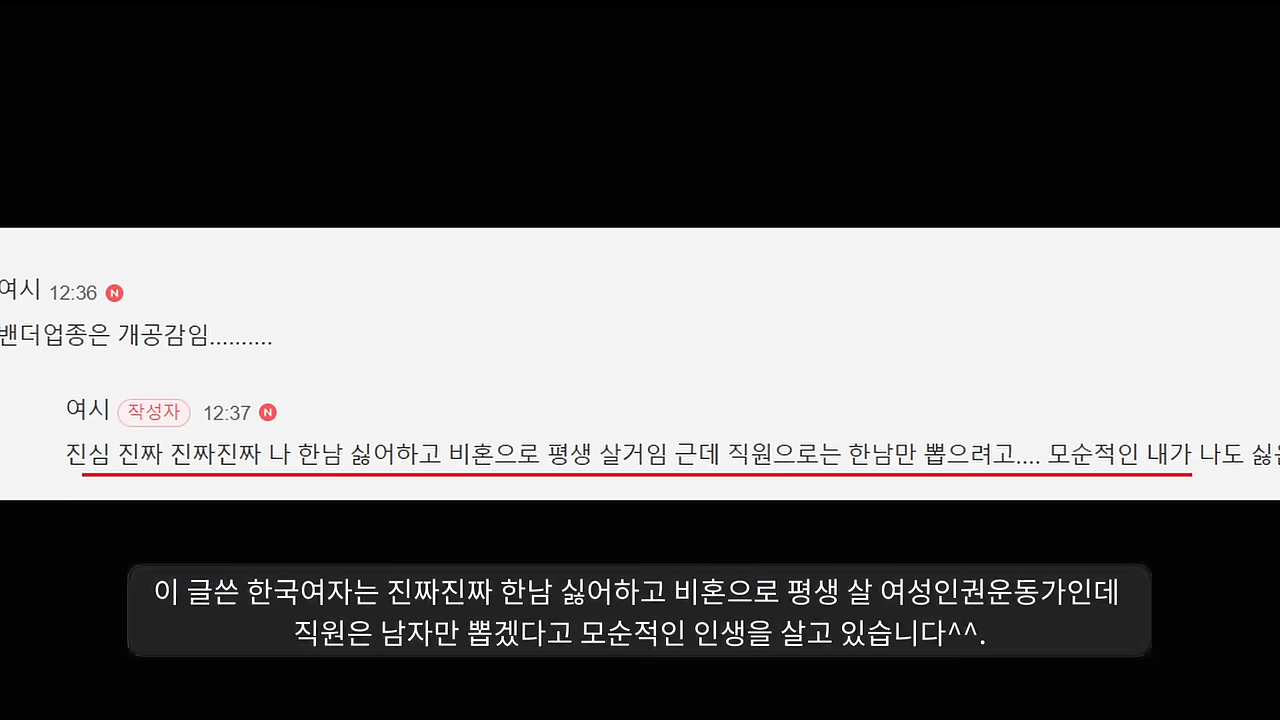 여시 12:36 N
밴더업종은 개공감임..........
여시 작성자 12:37 N
진심 진짜 진짜진짜 나 한남 싫어하고 비혼으로 평생 살거임 근데 직원으로는 한남만 뽑으려고.... 모순적인 내가 나도
이 글쓴 한국여자는 진짜진짜 한남 싫어하고 비혼으로 평생 살 여성인권운동가인데
직원은 남자만 뽑겠다고 모순적인 인생을 살고 있습니다^^.